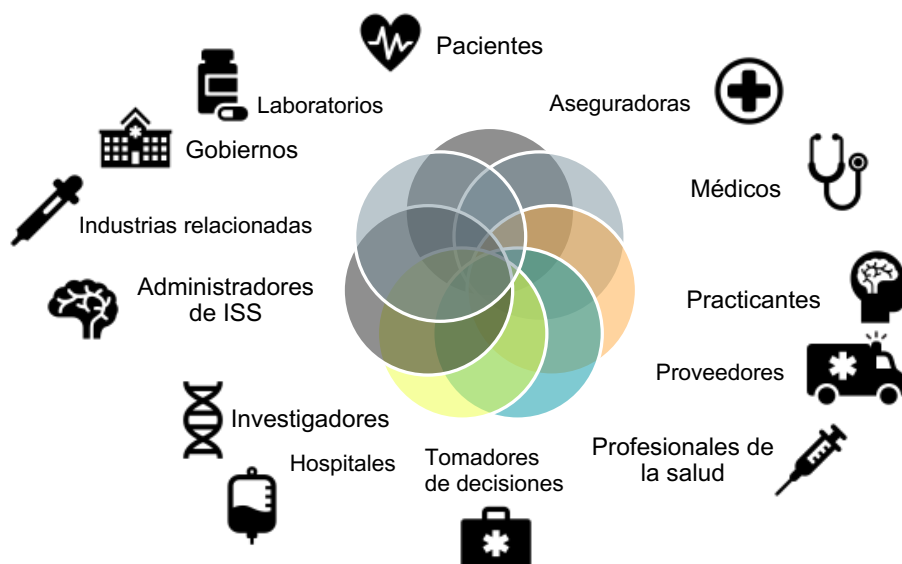 Pacientes
Aseguradoras
Laboratorios
Gobiernos
Médicos
Industrias relacionadas
Administradores
de ISS
Practicantes
Proveedores
Investigadores
Hospitales
Tomadores
de decisiones
Profesionales de
la salud